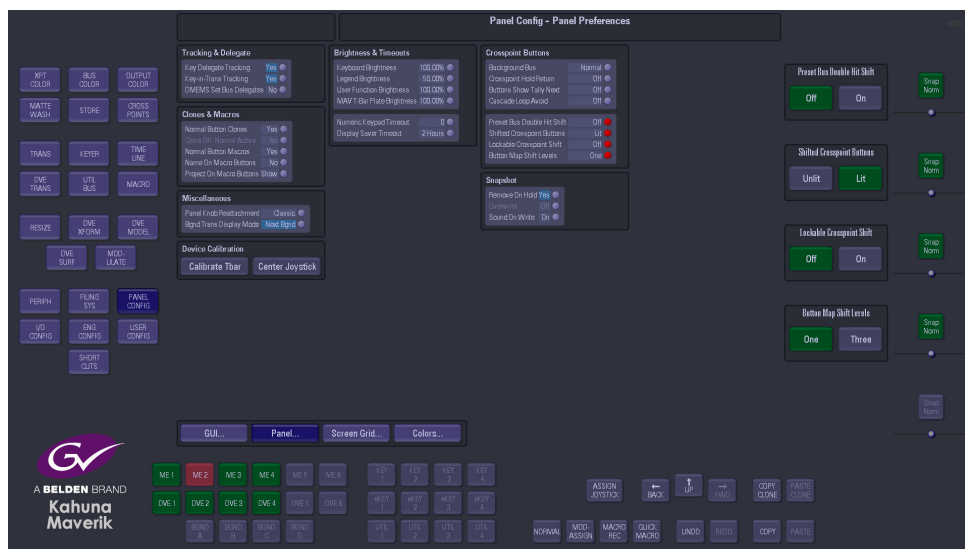 Panel Config - Panel Preferences
XPT COLOR
BUS COLOR
OUTPUT COLOR
MATTE WASH
STORE
CROSS POINTS
TRANS
KEYER
TIME LINE
DVE TRANS
UTIL BUS
MACRO
RESIZE
DVE XFORM
DVE MODEL
DVE SURF
MOD- ULATE
PERIPH
FILING SYS
PANEL CONFIG
I/O CONFIG
ENG CONFIG
USER CONFIG
SHORT CUTS
Tracking & Delegate
Key Delegate Tracking Yes
Key-in-Trans Tracking Yes
DMEMS Set Bus Delegates No
Clones & Macros
Normal Button Clones Yes
Clone Off: Normal Active No
Normal Button Macros Yes
Name On Macro Buttons No
Project On Macro Buttons Show
Miscellaneous
Panel Knob Reattachment Classic
Bgnd Trans Display Mode Next Bgnd
Device Calibration
Calibrate Tbar
Center Joystick
Brightness & Timeouts
Keyboard Brightness 100.00%
Legend Brightness 50.00%
User Function Brightness 100.00%
MAV T-Bar Plate Brightness 100.00%
Numeric Keypad Timeout 0
Display Saver Timeout 2 Hours
Crosspoint Buttons
Background Bus Normal
Crosspoint Hold Return Off
Buttons Show Tally Next Off
Cascade Loop Avoid Off
Preset Bus Double Hit Shift Off
Shifted Crosspoint Buttons Lit
Lockable Crosspoint Shift Off
Button Map Shift Levels One
Snapshot
Remove On Hold Yes
Overwrite Off
Sound On Write On
Preset Bus Double Hit Shift
Off On
Snap Norm
Shifted Crosspoint Buttons
Unlit Lit
Snap Norm
Lockable Crosspoint Shift
Off On
Snap Norm
Button Map Shift Levels
One Three
Snap Norm
Snap Norm
GUI...
Panel...
Screen Grid...
Colors...
GV
A BELDEN BRAND
Kahuna
Maverik
ME 1 ME 2 ME 3 ME 4 ME 5 ME 6
DVE 1 DVE 2 DVE 3 DVE 4 DVE 5 DVE 6
BGND A BGND B BGND C BGND D
KEY 1 KEY 2 KEY 3 KEY 4
eKEY 1 eKEY 2 eKEY 3 eKEY 4
UTIL 1 UTIL 2 UTIL 3 UTIL 4
ASSIGN JOYSTICK
BACK
UP
FWD
COPY CLONE
PASTE CLONE
NORMAL
MOD- ASSIGN
MACRO REC
QUICK MACRO
UNDO
REDO
COPY
PASTE